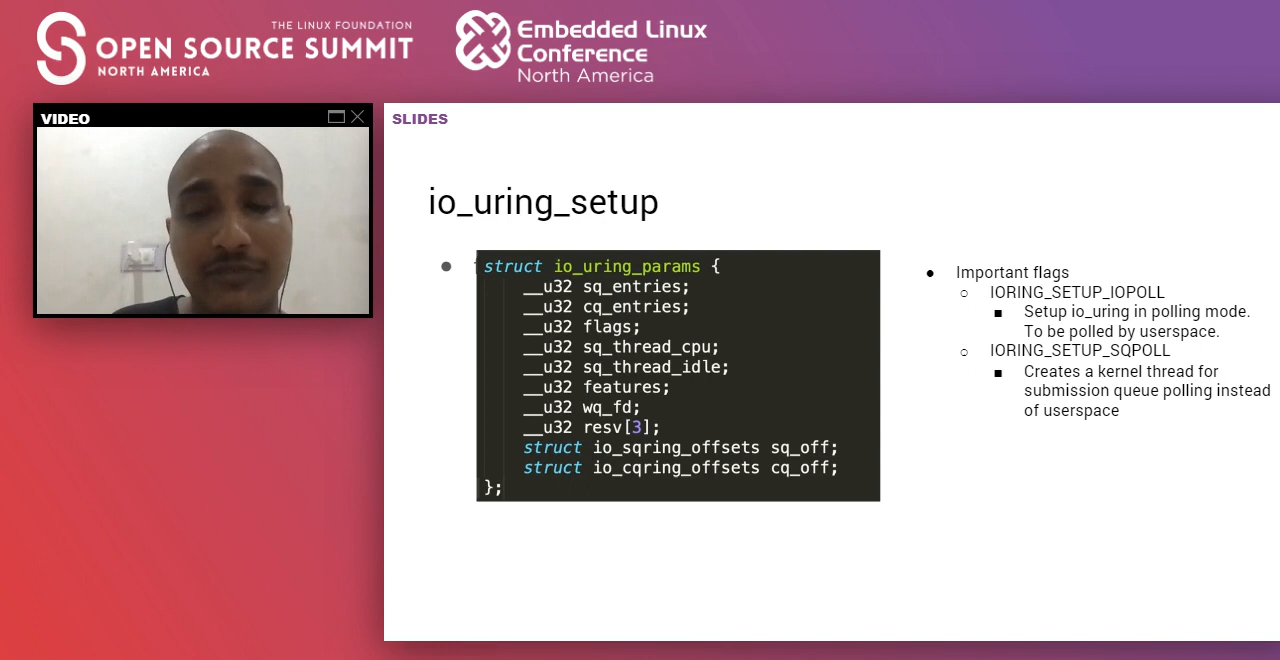 THE LINUX FOUNDATION
OPEN SOURCE SUMMIT
NORTH AMERICA
Embedded Linux
Conference
North America
VIDEO
SLIDES
io_uring_setup
struct io_uring_params {
__u32 sq_entries;
__u32 cq_entries;
__u32 flags;
__u32 sq_thread_cpu;
__u32 sq_thread_idle;
__u32 features;
__u32 wq_fd;
__u32 resv[3];
struct io_sqring_offsets sq_off;
struct io_cqring_offsets cq_off;
};
Important flags
IORING_SETUP_IOPOLL
Setup io_uring in polling mode.
To be polled by userspace.
IORING_SETUP_SQPOLL
Creates a kernel thread for
submission queue polling instead
of userspace